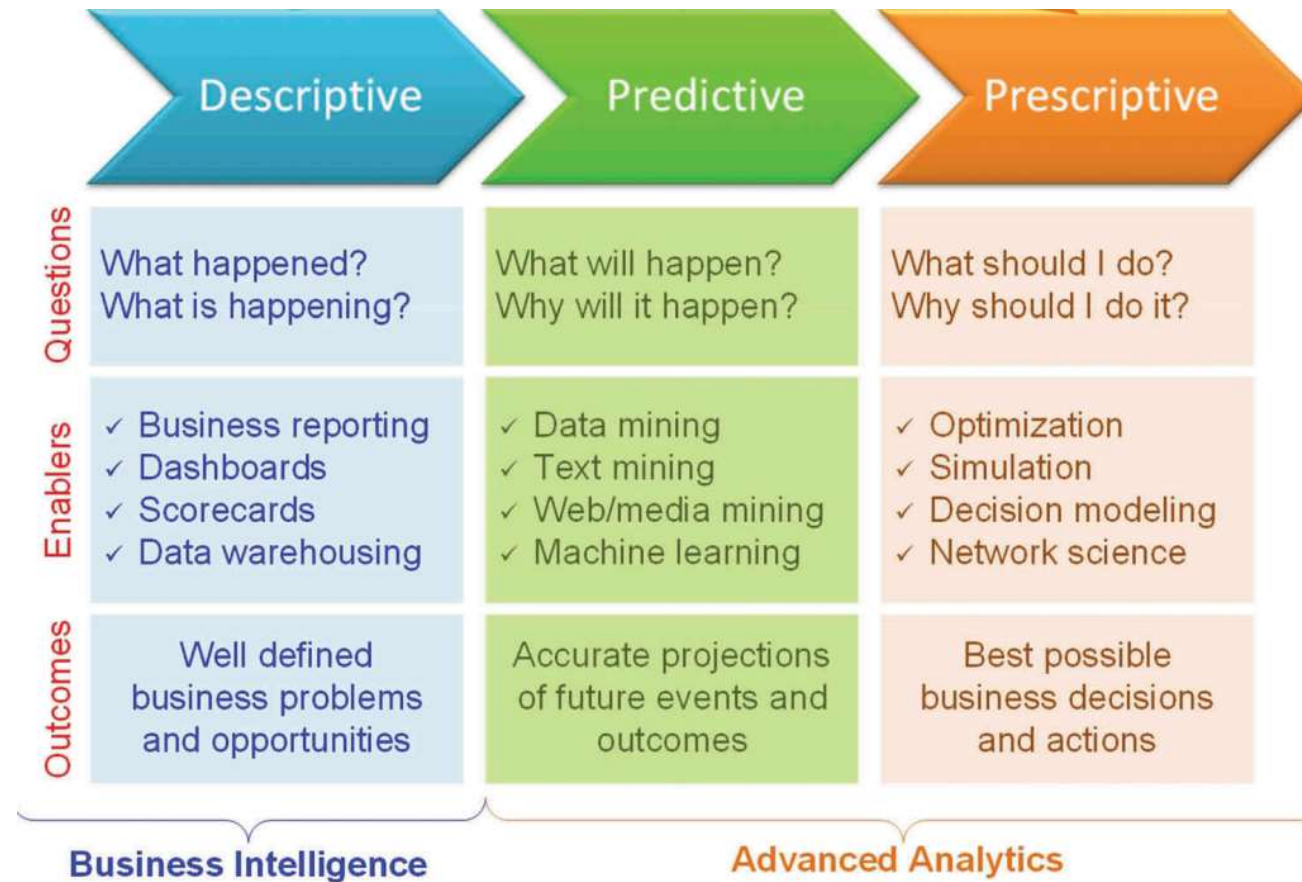 Descriptive
Predictive
Prescriptive
Questions
What happened?
What is happening?
What will happen?
Why will it happen?
What should I do?
Why should I do it?
Enablers
✓ Business reporting
✓ Dashboards
✓ Scorecards
✓ Data warehousing
✓ Data mining
✓ Text mining
✓ Web/media mining
✓ Machine learning
✓ Optimization
✓ Simulation
✓ Decision modeling
✓ Network science
Outcomes
Well defined
business problems
and opportunities
Accurate projections
of future events and
outcomes
Best possible
business decisions
and actions
Business Intelligence
Advanced Analytics